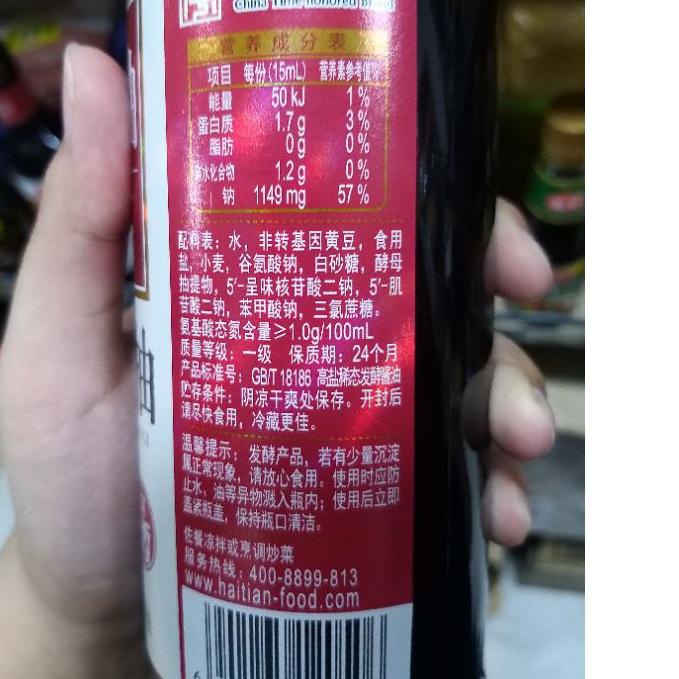 China Time-honored Brand
营养成分表
项目 每份(15mL) 营养素参考值%
能量 50 kJ 1%
蛋白质 1.7 g 3%
脂肪 0 g 0%
水化合物 1.2 g 0%
钠 1149 mg 57%
配料表：水，非转基因黄豆，食用
盐，小麦，谷氨酸钠，白砂糖，酵母
抽提物，5′-呈味核苷酸二钠，5′-肌
苷酸二钠，苯甲酸钠，三氯蔗糖。
氨基酸态氮含量≥1.0g/100mL
质量等级：一级 保质期：24个月
产品标准号：GB/T 18186 高盐稀态发酵酱油
贮存条件：阴凉干爽处保存。开封后
请尽快食用，冷藏更佳。
温馨提示：发酵产品，若有少量沉淀
属正常现象，请放心食用。使用时应防
止水、油等异物溅入瓶内；使用后立即
盖紧瓶盖，保持瓶口清洁。
佐餐凉拌或烹调炒菜
服务热线：400-8899-813
www.haitian-food.com
油
6